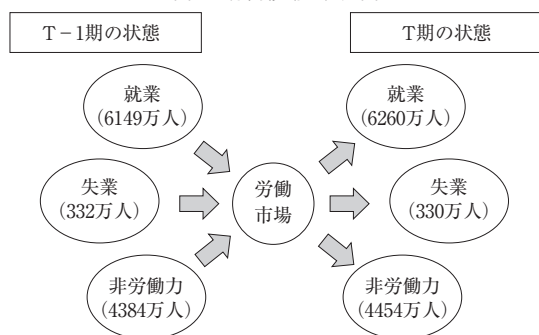 T－1期の状態
T期の状態
就業
(6149万人)
就業
(6260万人)
失業
(332万人)
労働
市場
失業
(330万人)
非労働力
(4384万人)
非労働力
(4454万人)